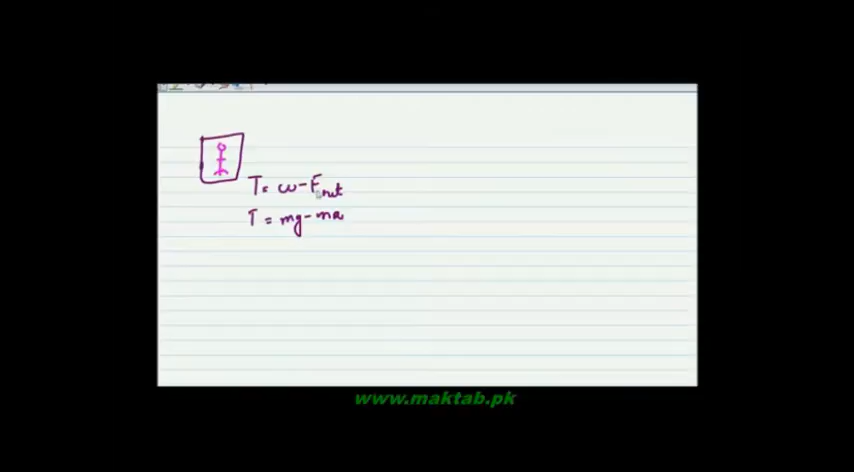 T = w - Fnet
T = mg - ma
www.maktab.pk